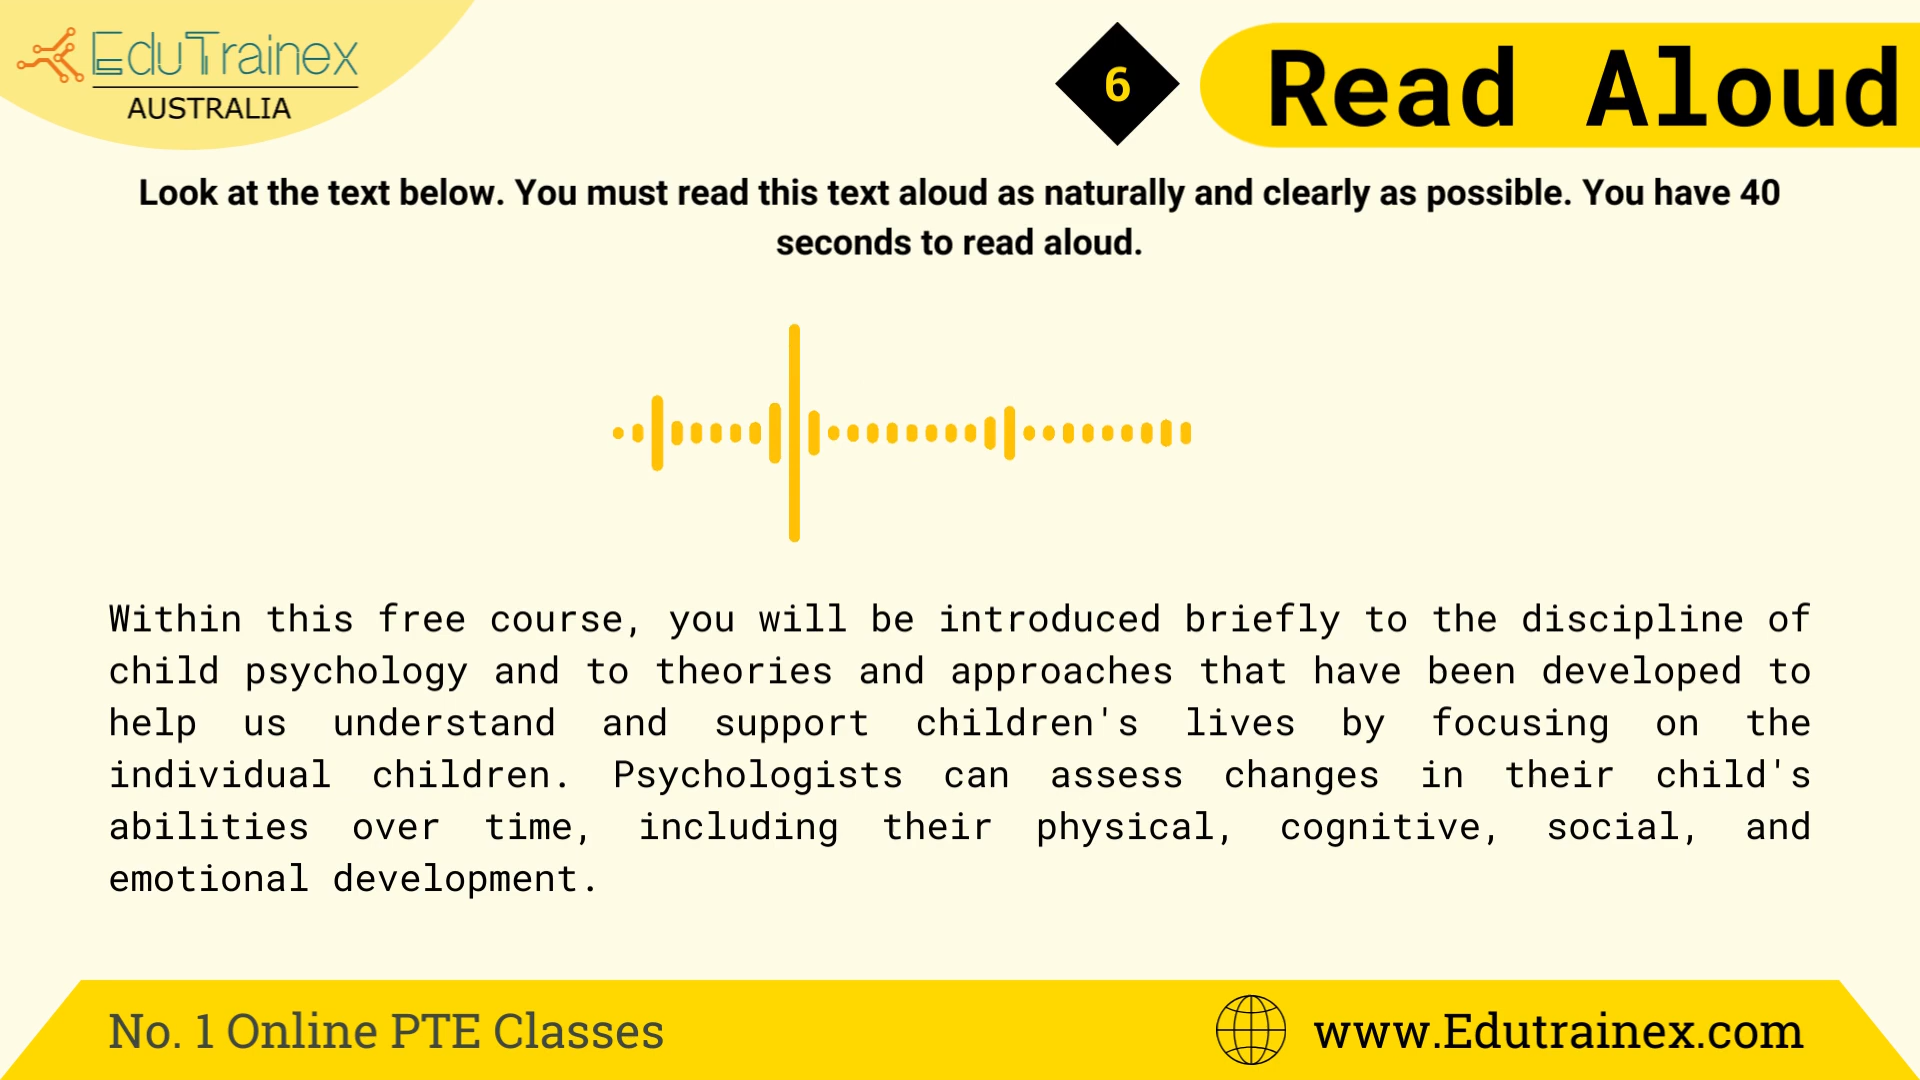 EduTrainex
AUSTRALIA
6
Read Aloud
Look at the text below. You must read this text aloud as naturally and clearly as possible. You have 40
seconds to read aloud.
Within this free course, you will be introduced briefly to the discipline of
child psychology and to theories and approaches that have been developed to
help us understand and support children's lives by focusing on the
individual children. Psychologists can assess changes in their child's
abilities over time, including their physical, cognitive, social, and
emotional development.
No. 1 Online PTE Classes
www.Edutrainex.com